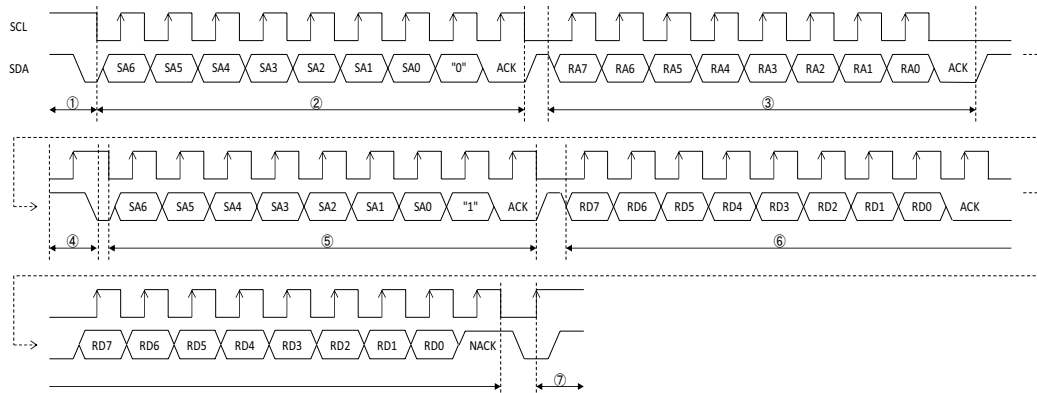 SCL
SDA SA6 SA5 SA4 SA3 SA2 SA1 SA0 "0" ACK RA7 RA6 RA5 RA4 RA3 RA2 RA1 RA0 ACK
① ② ③
SA6 SA5 SA4 SA3 SA2 SA1 SA0 "1" ACK RD7 RD6 RD5 RD4 RD3 RD2 RD1 RD0 ACK
④ ⑤ ⑥
RD7 RD6 RD5 RD4 RD3 RD2 RD1 RD0 NACK
⑦